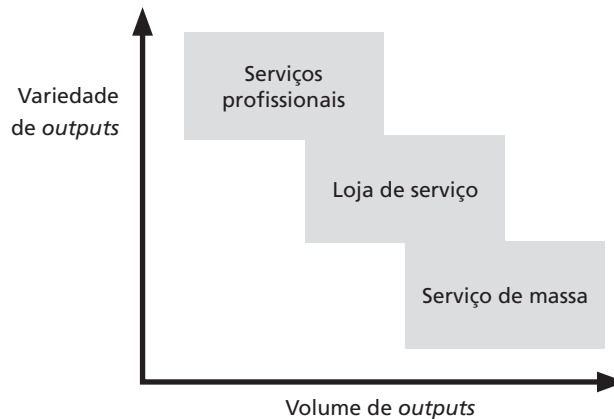 Serviços
profissionais
Variedade
de outputs
Loja de serviço
Serviço de massa
Volume de outputs